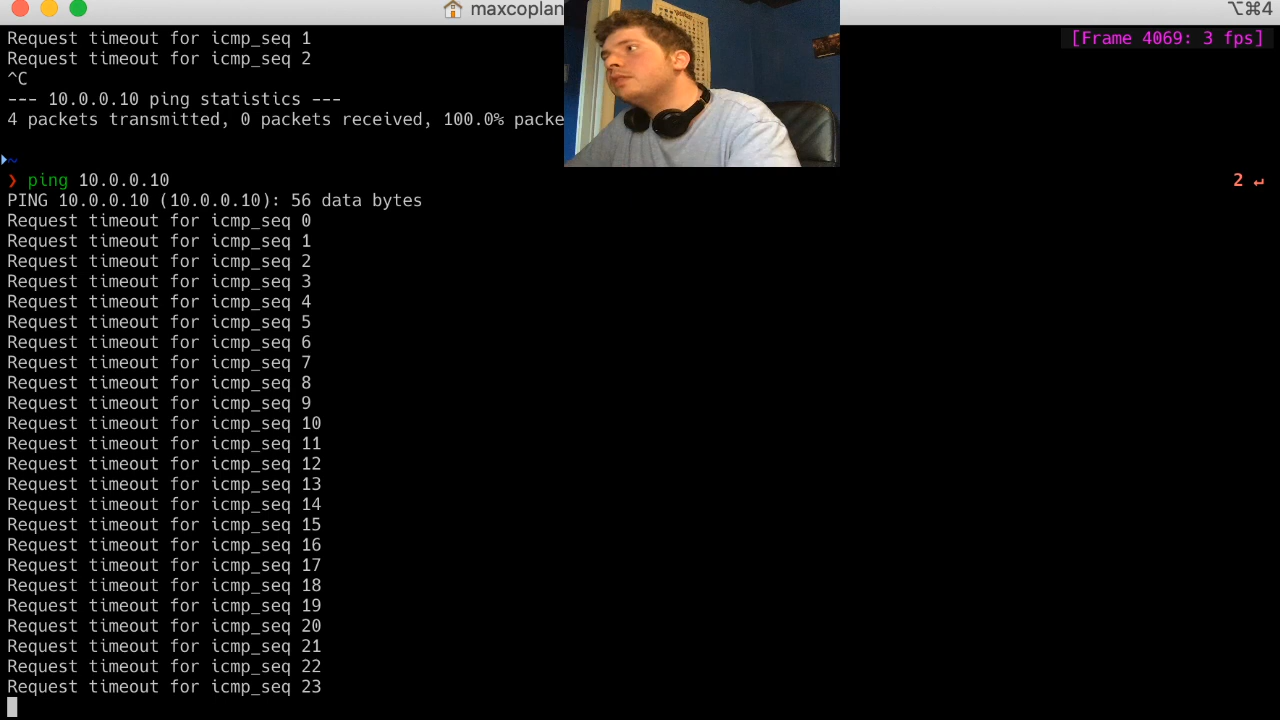 maxcoplan
⌥⌘4
Request timeout for icmp_seq 1
[Frame 4069: 3 fps]
Request timeout for icmp_seq 2
^C
--- 10.0.0.10 ping statistics ---
4 packets transmitted, 0 packets received, 100.0% packe
~
❯ ping 10.0.0.10
2 ↵
PING 10.0.0.10 (10.0.0.10): 56 data bytes
Request timeout for icmp_seq 0
Request timeout for icmp_seq 1
Request timeout for icmp_seq 2
Request timeout for icmp_seq 3
Request timeout for icmp_seq 4
Request timeout for icmp_seq 5
Request timeout for icmp_seq 6
Request timeout for icmp_seq 7
Request timeout for icmp_seq 8
Request timeout for icmp_seq 9
Request timeout for icmp_seq 10
Request timeout for icmp_seq 11
Request timeout for icmp_seq 12
Request timeout for icmp_seq 13
Request timeout for icmp_seq 14
Request timeout for icmp_seq 15
Request timeout for icmp_seq 16
Request timeout for icmp_seq 17
Request timeout for icmp_seq 18
Request timeout for icmp_seq 19
Request timeout for icmp_seq 20
Request timeout for icmp_seq 21
Request timeout for icmp_seq 22
Request timeout for icmp_seq 23